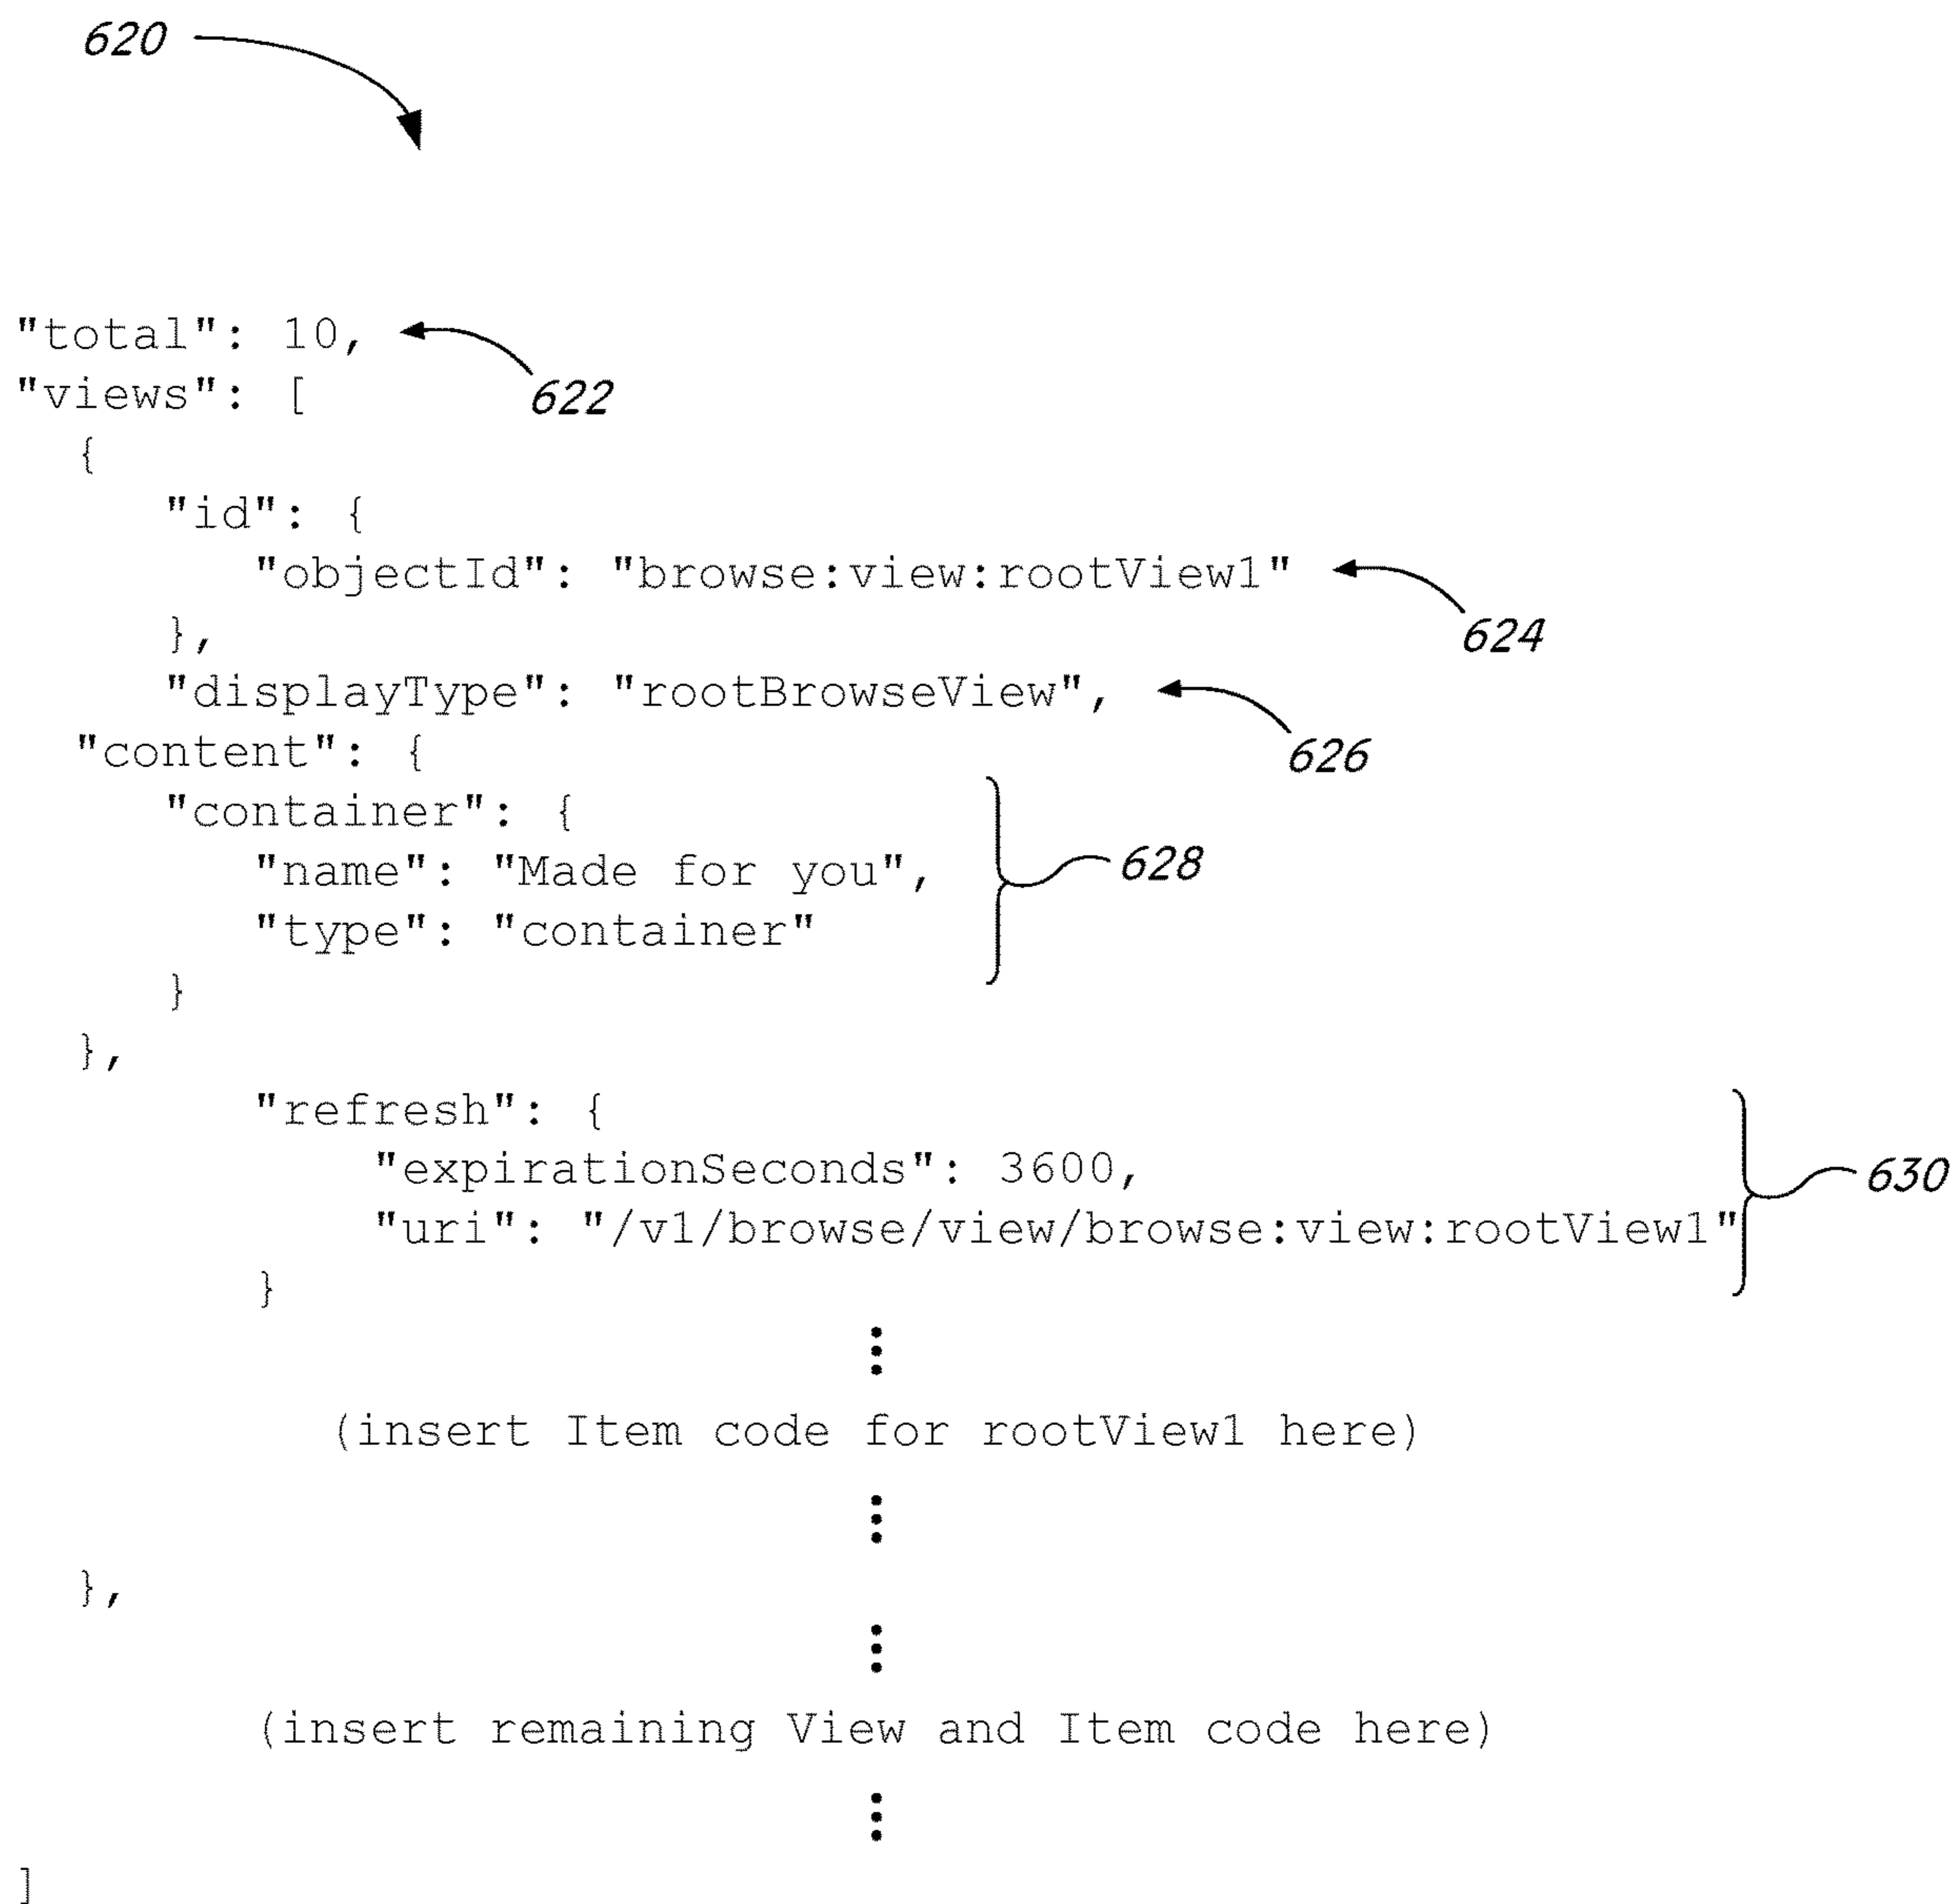 620
"total": 10,
622
"views": [
{
"id": {
"objectId": "browse:view:rootView1"
624
},
"displayType": "rootBrowseView",
626
"content": {
"container": {
"name": "Made for you",
628
"type": "container"
}
},
"refresh": {
"expirationSeconds": 3600,
630
"uri": "/v1/browse/view/browse:view:rootView1"
}
(insert Item code for rootView1 here)
},
(insert remaining View and Item code here)
]